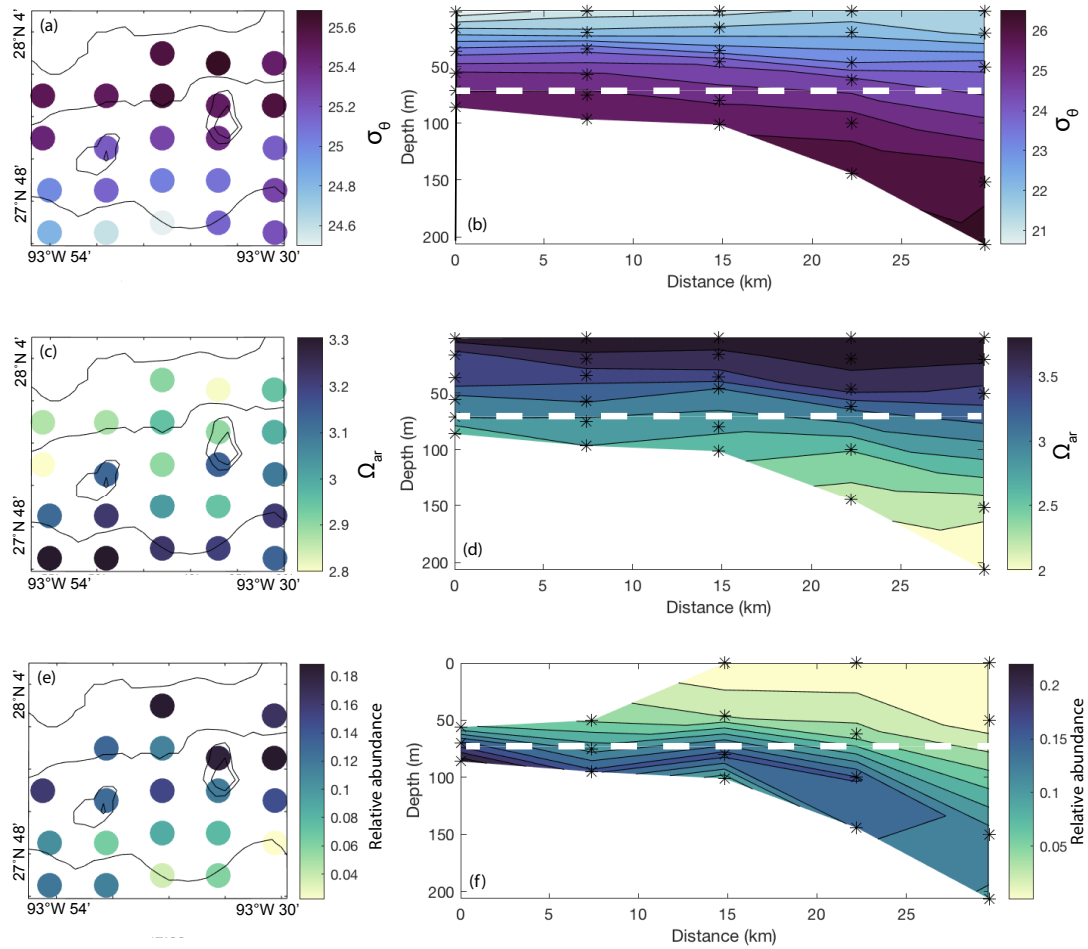 (a)
28°N 4'
27°N 48'
93°W 54'
93°W 30'
25.6
25.4
25.2
25
24.8
24.6
σθ
(b)
Depth (m)
50
100
150
200
0
5
10
15
20
25
Distance (km)
26
25
24
23
22
21
σθ
(c)
28°N 4'
27°N 48'
93°W 54'
93°W 30'
3.3
3.2
3.1
3
2.9
2.8
Ωar
(d)
Depth (m)
50
100
150
200
0
5
10
15
20
25
Distance (km)
3.5
3
2.5
2
Ωar
(e)
28°N 4'
27°N 48'
93°W 54'
93°W 30'
0.18
0.16
0.14
0.12
0.1
0.08
0.06
0.04
Relative abundance
(f)
Depth (m)
0
50
100
150
200
0
5
10
15
20
25
Distance (km)
0.2
0.15
0.1
0.05
Relative abundance